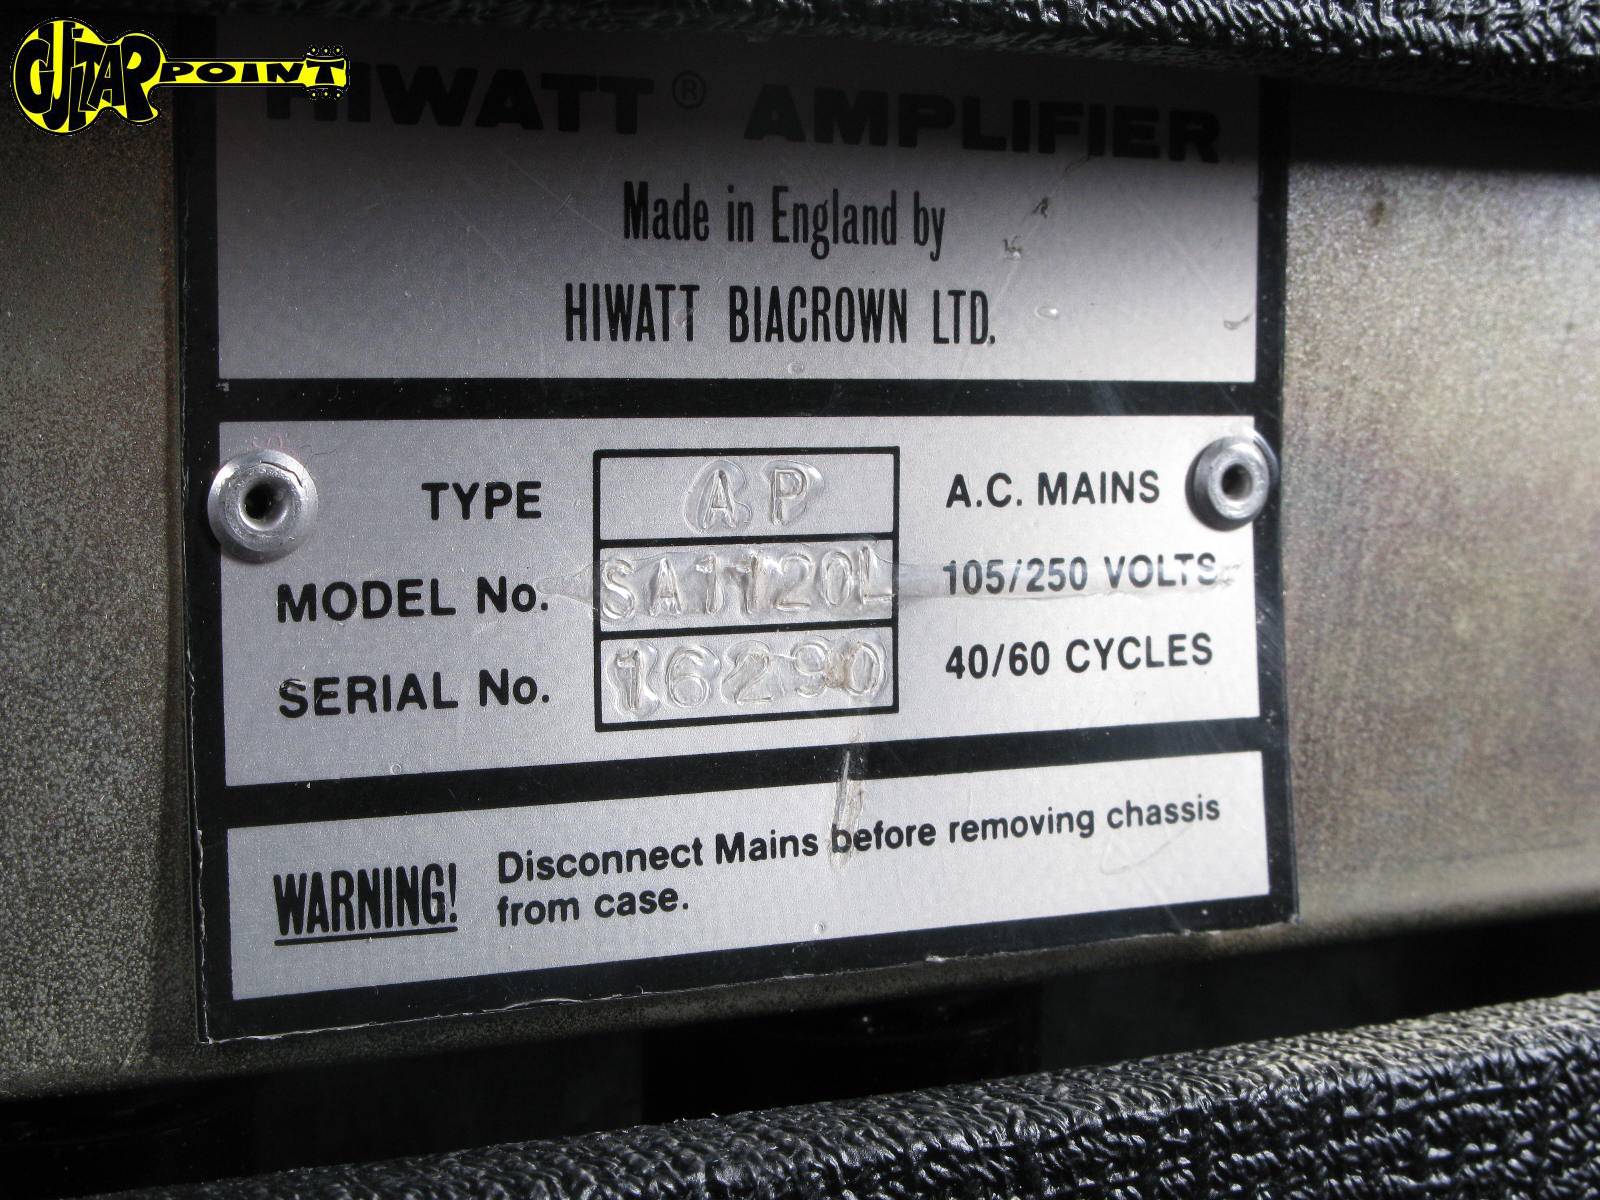 GUITAR POINT
HIWATT® AMPLIFIER
Made in England by
HIWATT BIACROWN LTD.
TYPE AP A.C. MAINS
MODEL No. SA1120L 105/250 VOLTS
SERIAL No. 16290 40/60 CYCLES
WARNING! Disconnect Mains before removing chassis
from case.